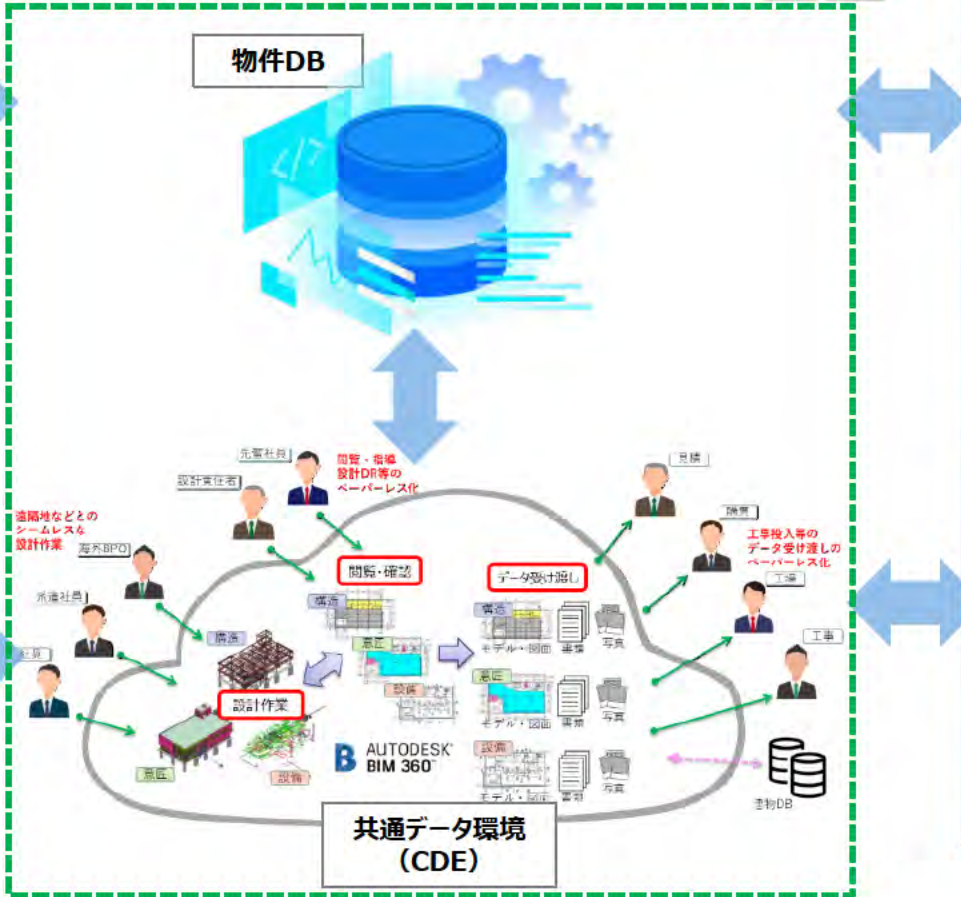 物件DB
先輩社員
閲覧・指導
設計DR等の
ペーパーレス化
設計責任者
遠隔地などとの
シームレスな
設計作業
海外BPO
派遣社員
社員
見積
購買
工事投入等の
データ受け渡しの
ペーパーレス化
工場
工事
閲覧・確認
構造
意匠
設備
データ受け渡し
構造
モデル・図面
書類
写真
意匠
モデル・図面
書類
写真
設備
モデル・図面
書類
写真
構造
設計作業
意匠
設備
AUTODESK
BIM 360
共通データ環境
（CDE）